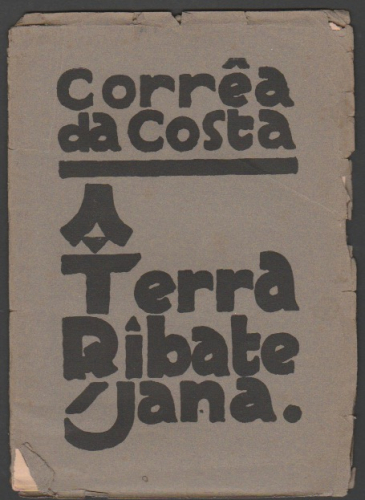 Corrêa
da Costa
A
Terra
Ribate
jana.